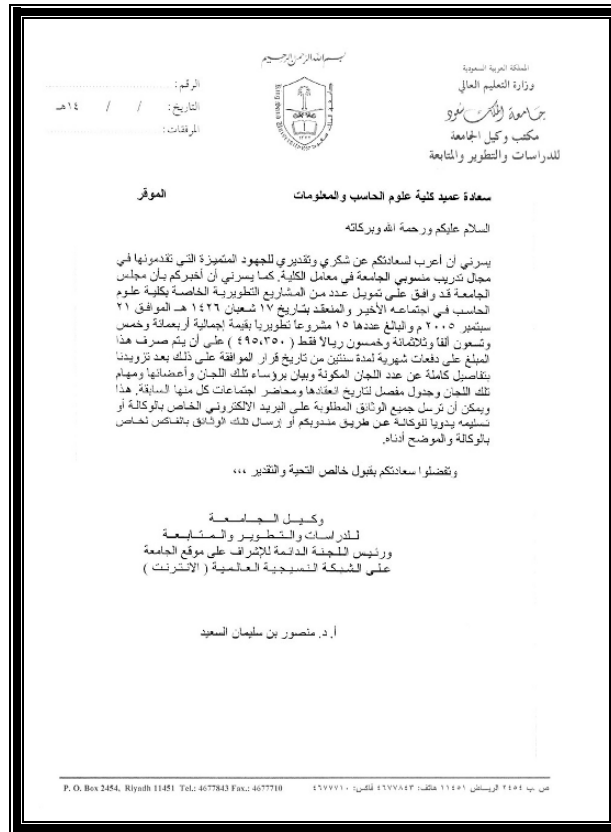 بسم الله الرحمن الرحيم
المملكة العربية السعودية
وزارة التعليم العالي
جامعة الملك سعود
مكتب وكيل الجامعة
للدراسات والتطوير والمتابعة
الرقم :
التاريخ : / / ١٤هـ
المرفقات :
سعادة عميد كلية علوم الحاسب والمعلومات الموقر
السلام عليكم ورحمة الله وبركاته
يسرني أن أعرب لسعادتكم عن شكري وتقديري للجهود المتميزة التي تقدمونها في
مجال تدريب منسوبي الجامعة في معامل الكلية. كما يسرني أن أخبركم بأن مجلس
الجامعة قد وافق على تمويل عدد من المشاريع التطويرية الخاصة بكلية علوم
الحاسب في اجتماعه الأخير والمنعقد بتاريخ ١٧ شعبان ١٤٢٦ هـ الموافق ٢١
سبتمبر ٢٠٠٥ م والبالغ عددها ١٥ مشروعاً تطويرياً بقيمة إجمالية أربعمائة وخمس
وتسعون ألفاً وثلاثمائة وخمسون ريالاً فقط ( ٤٩٥،٣٥٠ ) على أن يتم صرف هذا
المبلغ على دفعات شهرية لمدة سنتين من تاريخ قرار الموافقة على ذلك بعد تزويدنا
بتفاصيل كاملة عن عدد اللجان المكونة وبيان برؤساء تلك اللجان وأعضائها ومهام
تلك اللجان وجدول مفصل لتاريخ انعقادها ومحاضر اجتماعات كل منها السابقة. هذا
ويمكن أن ترسل جميع الوثائق المطلوبة على البريد الالكتروني الخاص بالوكالة أو
تسليمه يدويا للوكالة عن طريق مندوبكم أو إرسال تلك الوثائق بالفاكس لخاص
بالوكالة والموضح أدناه.
وتفضلوا سعادتكم بقبول خالص التحية والتقدير ،،،
وكيل الجامعة
للدراسات والتطوير والمتابعة
ورئيس اللجنة الدائمة للإشراف على موقع الجامعة
على الشبكة النسيجية العالمية ( الانترنت )
أ. د. منصور بن سليمان السعيد
ص. ب ٢٤٥٤ الرياض ١١٤٥١ هاتف: ٤٦٧٧٨٤٣ فاكس: ٤٦٧٧٧١٠
P. O. Box 2454, Riyadh 11451 Tel.: 4677843 Fax.: 4677710